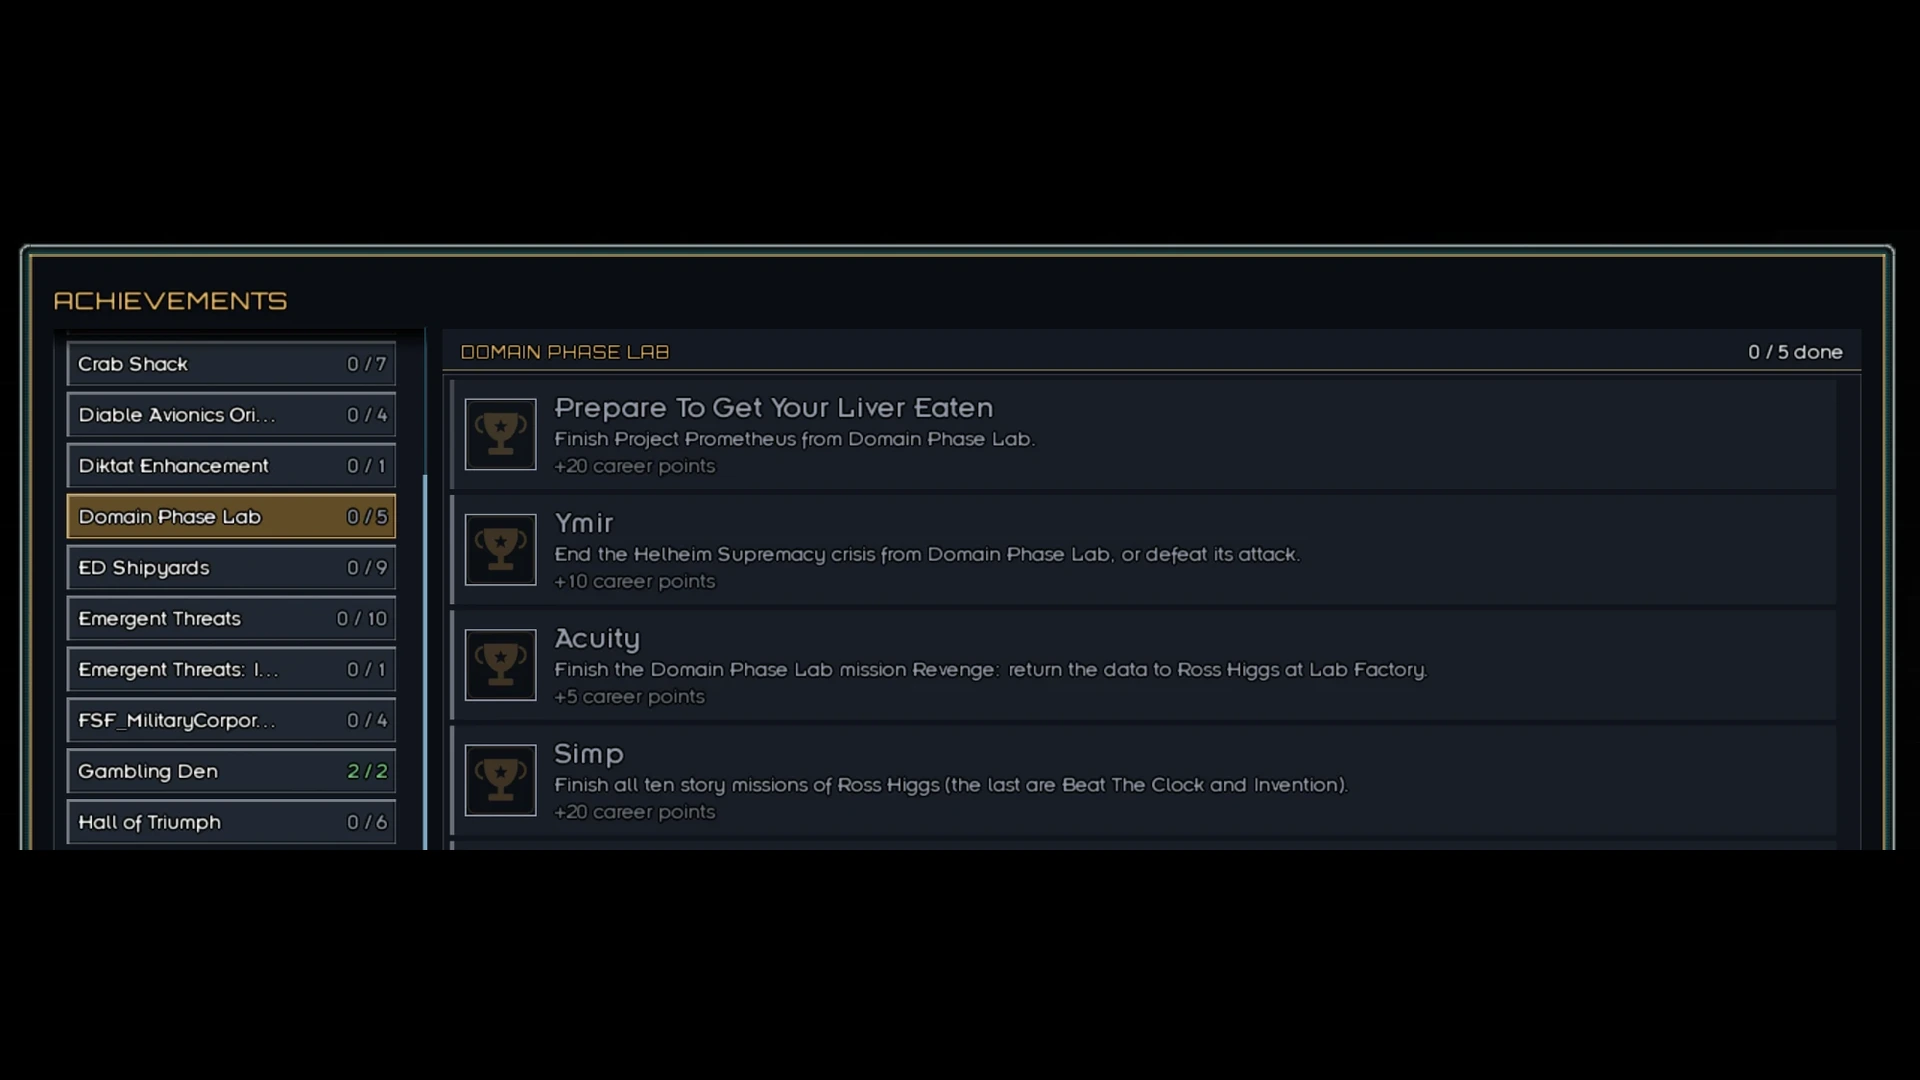 ACHIEVEMENTS
Crab Shack 0 / 7
Diable Avionics Ori... 0 / 4
Diktat Enhancement 0 / 1
Domain Phase Lab 0 / 5
ED Shipyards 0 / 9
Emergent Threats 0 / 10
Emergent Threats: I... 0 / 1
FSF_MilitaryCorpor... 0 / 4
Gambling Den 2 / 2
Hall of Triumph 0 / 6
DOMAIN PHASE LAB 0 / 5 done
Prepare To Get Your Liver Eaten
Finish Project Prometheus from Domain Phase Lab.
+20 career points
Ymir
End the Helheim Supremacy crisis from Domain Phase Lab, or defeat its attack.
+10 career points
Acuity
Finish the Domain Phase Lab mission Revenge: return the data to Ross Higgs at Lab Factory.
+5 career points
Simp
Finish all ten story missions of Ross Higgs (the last are Beat The Clock and Invention).
+20 career points